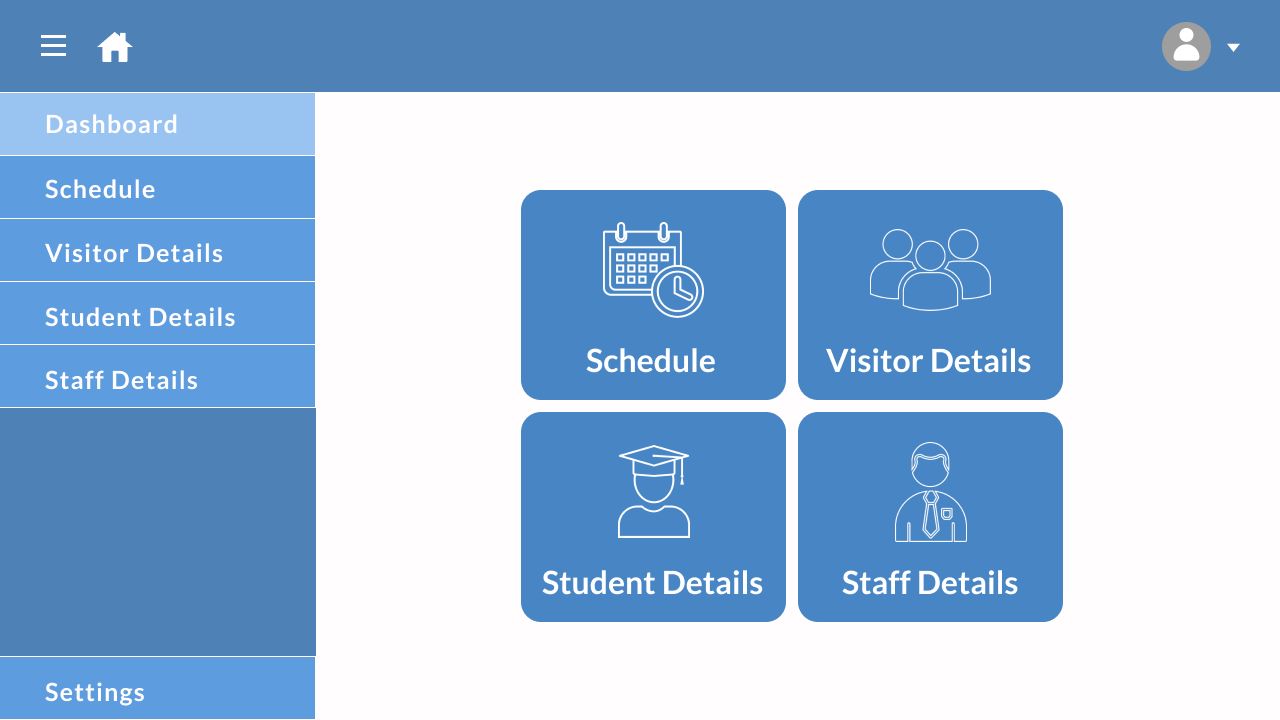 Dashboard
Schedule
Visitor Details
Student Details
Staff Details
Settings
Schedule
Visitor Details
Student Details
Staff Details